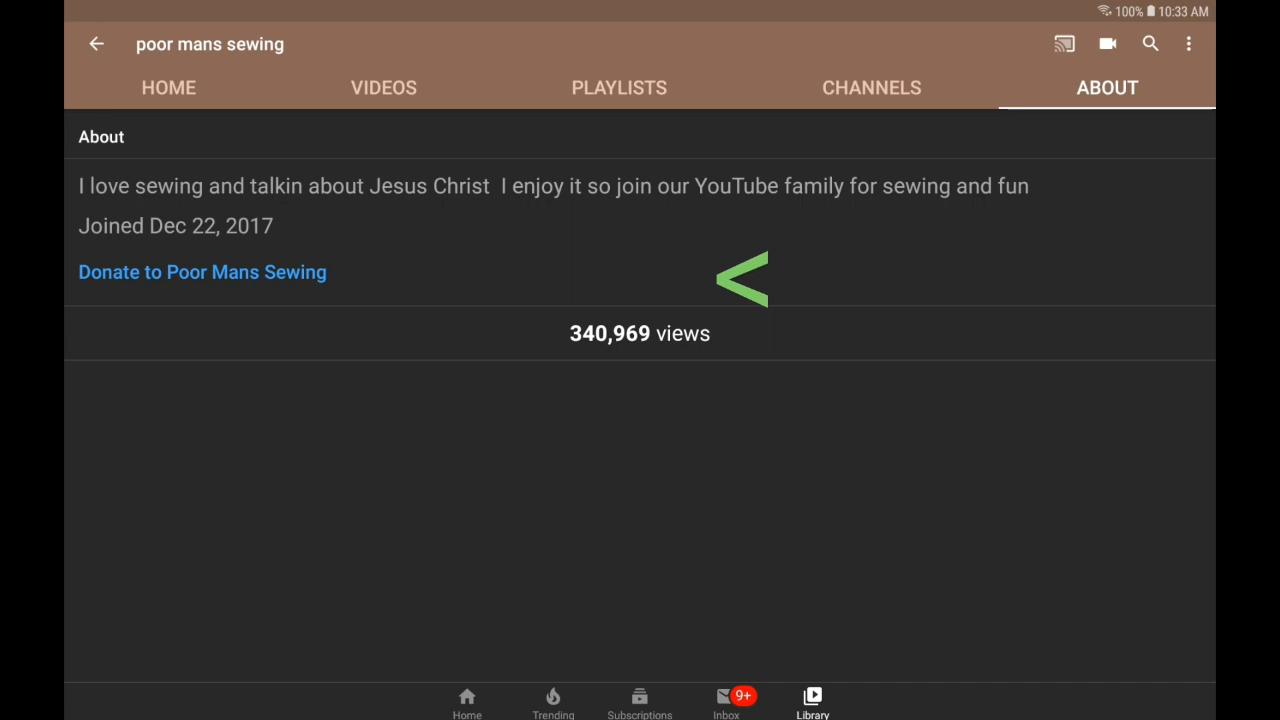 100% 10:33 AM
poor mans sewing
HOME VIDEOS PLAYLISTS CHANNELS ABOUT
About
I love sewing and talkin about Jesus Christ  I enjoy it so join our YouTube family for sewing and fun
Joined Dec 22, 2017
Donate to Poor Mans Sewing
<
340,969 views
9+
Home Trending Subscriptions Inbox Library